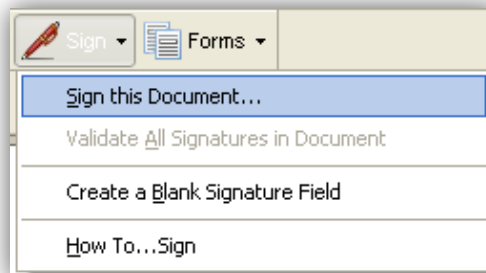 Sign Forms
Sign this Document...
Validate All Signatures in Document
Create a Blank Signature Field
How To...Sign